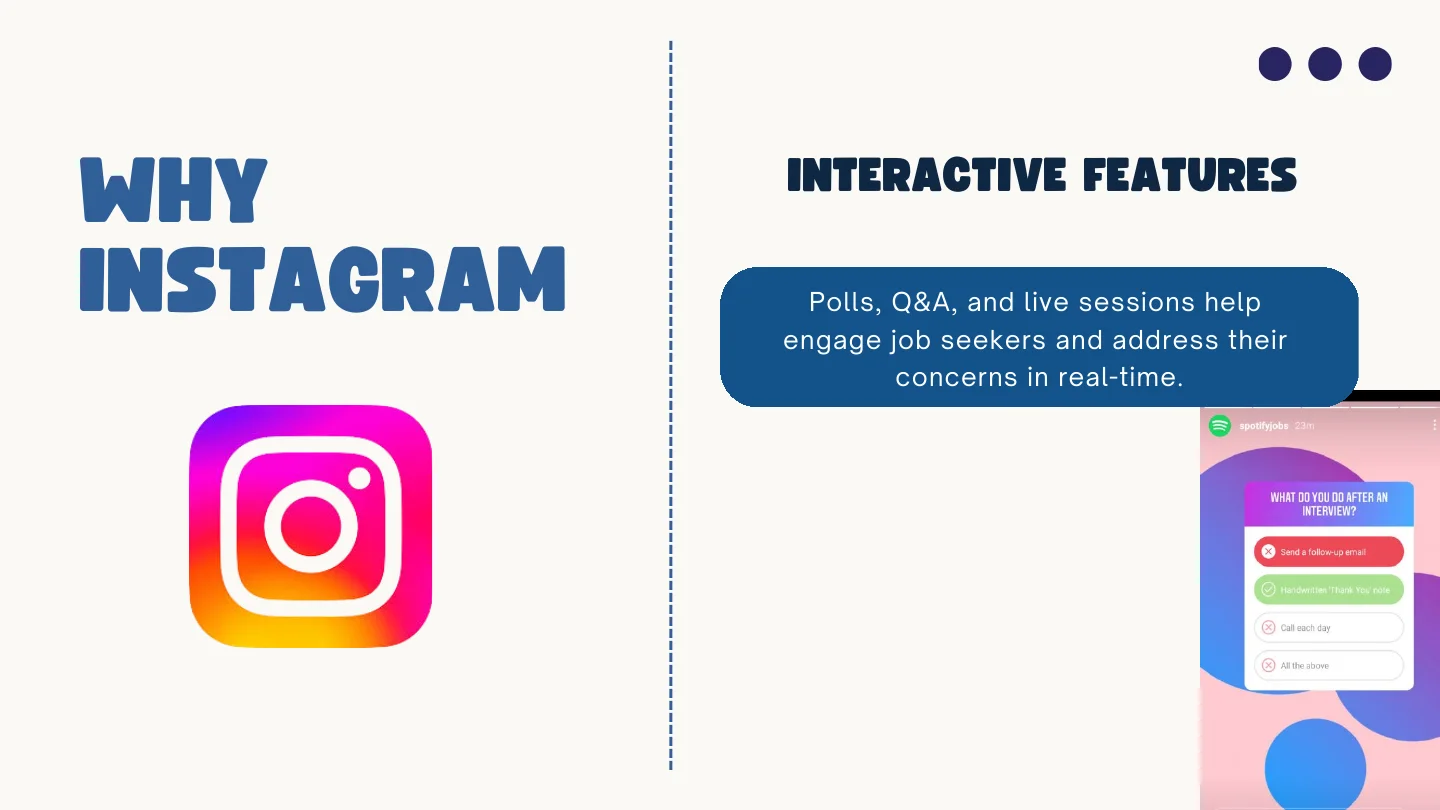 WHY
INSTAGRAM
INTERACTIVE FEATURES
Polls, Q&A, and live sessions help
engage job seekers and address their
concerns in real-time.
spotifyjobs 23m
WHAT DO YOU DO AFTER AN
INTERVIEW?
Send a follow-up email
Handwritten 'Thank You' note
Call each day
All the above